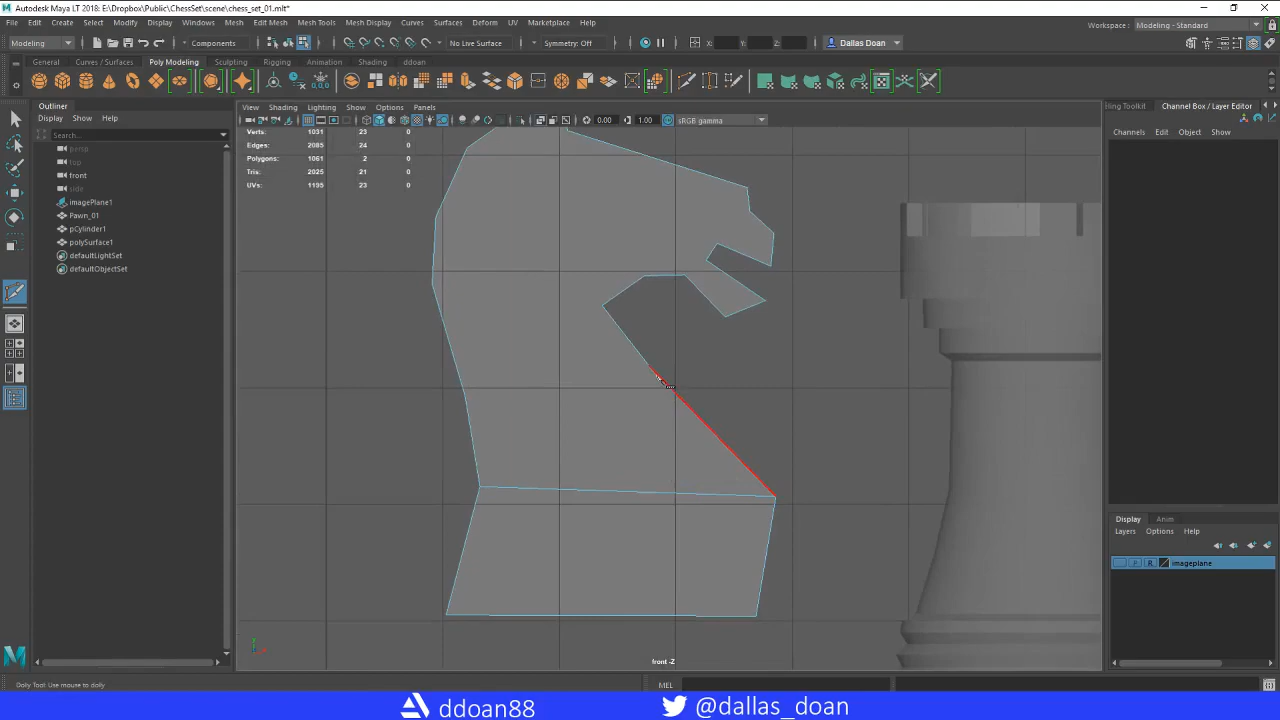 Autodesk Maya LT 2018: E:\Dropbox\Public\ChessSet\scene\chess_set_01.mlt*
File Edit Create Select Modify Display Windows Mesh Edit Mesh Mesh Tools Mesh Display Curves Surfaces Deform UV Marketplace Help
Workspace : Modeling - Standard
Modeling Components No Live Surface Symmetry: Off X: Y: Z: Dallas Doan
General Curves / Surfaces Poly Modeling Sculpting Rigging Animation Shading ddoan
Outliner
Display Show Help
Search...
persp
top
front
side
imagePlane1
Pawn_01
pCylinder1
polySurface1
defaultLightSet
defaultObjectSet
View Shading Lighting Show Options Panels
0.00 1.00 sRGB gamma
Verts: 1031 23 0
Edges: 2085 24 0
Polygons: 1061 2 0
Tris: 2025 21 0
UVs: 1195 23 0
front -Z
ling Toolkit Channel Box / Layer Editor
Channels Edit Object Show
Display Anim
Layers Options Help
R imageplane
Dolly Tool: Use mouse to dolly
MEL
ddoan88 @dallas_doan